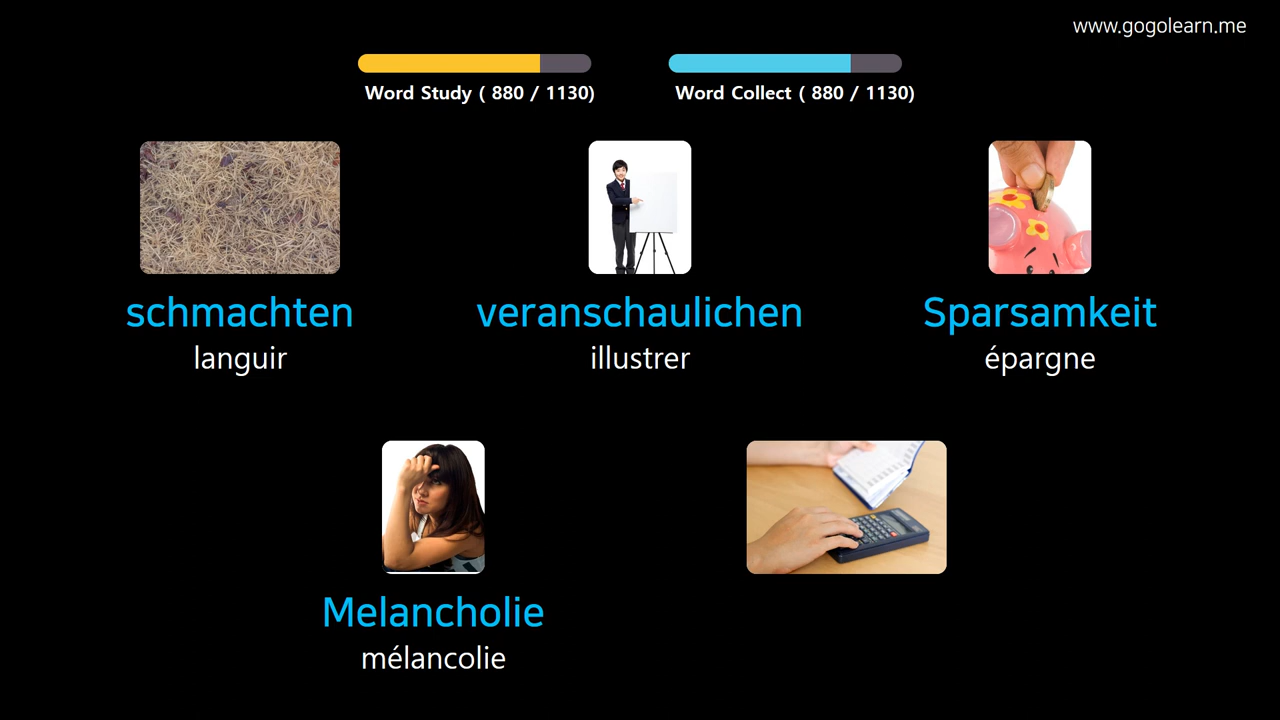 www.gogolearn.me
Word Study ( 880 / 1130)
Word Collect ( 880 / 1130)
schmachten
languir
veranschaulichen
illustrer
Sparsamkeit
épargne
Melancholie
mélancolie